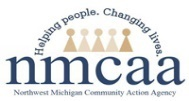 Helping people. Changing lives.
nmcaa
Northwest Michigan Community Action Agency